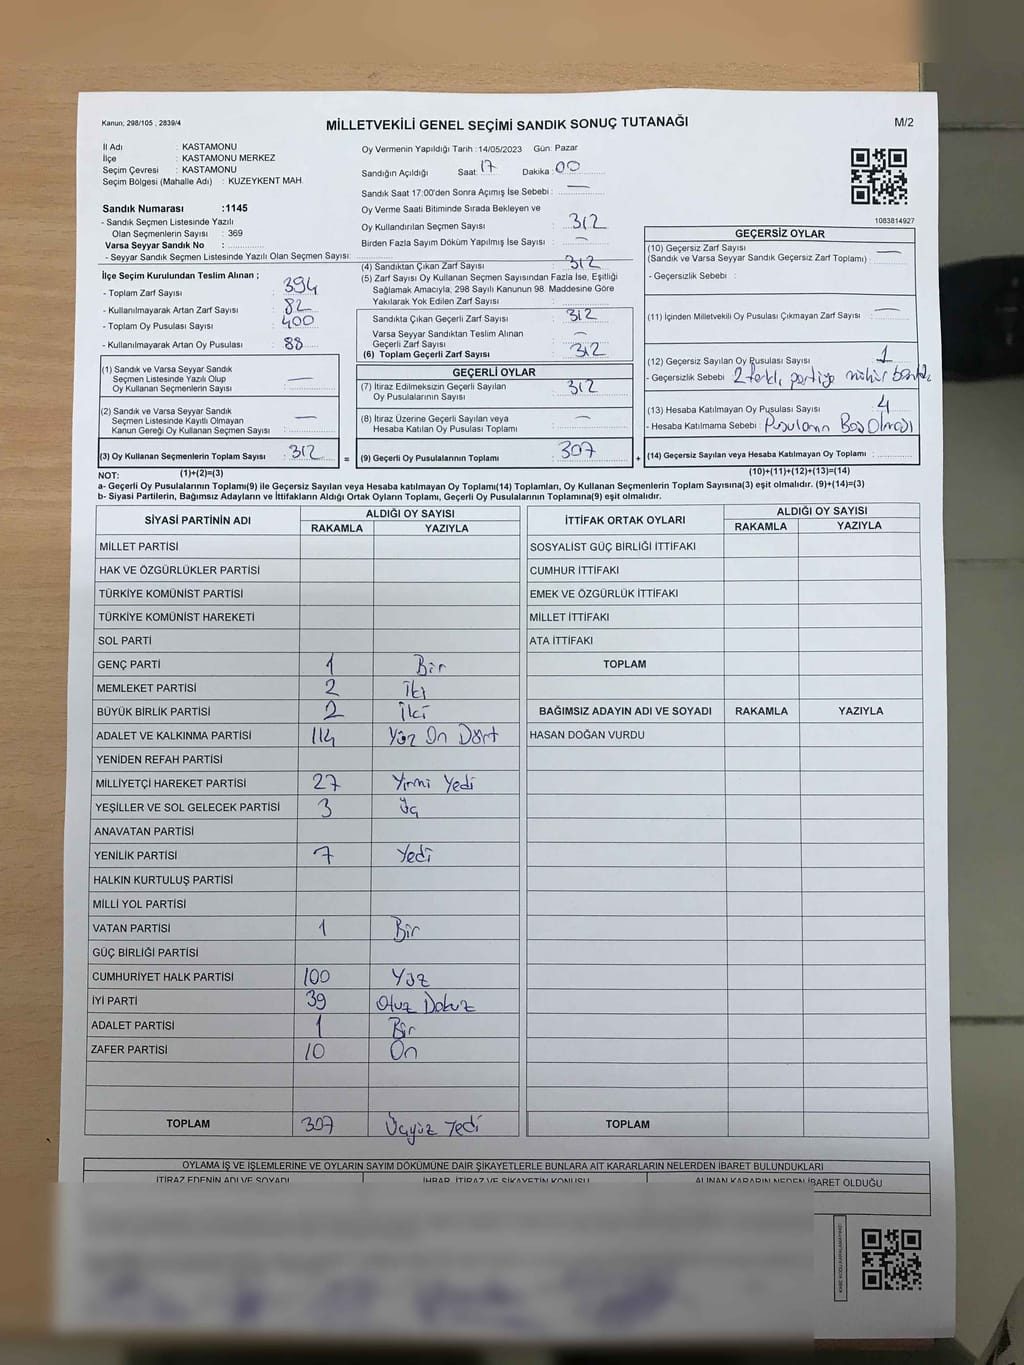 Kanun; 298/105 , 2839/4
MİLLETVEKİLİ GENEL SEÇİMİ SANDIK SONUÇ TUTANAĞI
M/2
İl Adı : KASTAMONU
İlçe : KASTAMONU MERKEZ
Seçim Çevresi : KASTAMONU
Seçim Bölgesi (Mahalle Adı) : KUZEYKENT MAH.
Sandık Numarası :1145
- Sandık Seçmen Listesinde Yazılı
Olan Seçmenlerin Sayısı : 369
Varsa Seyyar Sandık No :
- Seyyar Sandık Seçmen Listesinde Yazılı Olan Seçmen Sayısı:
Oy Vermenin Yapıldığı Tarih : 14/05/2023 Gün: Pazar
Sandığın Açıldığı Saat: 17 Dakika : 00
Sandık Saat 17:00'den Sonra Açımış İse Sebebi : —
Oy Verme Saati Bitiminde Sırada Bekleyen ve
Oy Kullandırılan Seçmen Sayısı : 312
Birden Fazla Sayım Döküm Yapılmış İse Sayısı : —
1083814927
İlçe Seçim Kurulundan Teslim Alınan ;
- Toplam Zarf Sayısı : 394
- Kullanılmayarak Artan Zarf Sayısı : 82
- Toplam Oy Pusulası Sayısı : 400
- Kullanılmayarak Artan Oy Pusulası : 88
(1) Sandık ve Varsa Seyyar Sandık
Seçmen Listesinde Yazılı Olup
Oy Kullanan Seçmenlerin Sayısı : —
(2) Sandık ve Varsa Seyyar Sandık
Seçmen Listesinde Kayıtlı Olmayan
Kanun Gereği Oy Kullanan Seçmen Sayısı : —
(3) Oy Kullanan Seçmenlerin Toplam Sayısı : 312 =
(1)+(2)=(3)
(4) Sandıktan Çıkan Zarf Sayısı : 312
(5) Zarf Sayısı Oy Kullanan Seçmen Sayısından Fazla İse, Eşitliği
Sağlamak Amacıyla, 298 Sayılı Kanunun 98. Maddesine Göre
Yakılarak Yok Edilen Zarf Sayısı :
Sandıkta Çıkan Geçerli Zarf Sayısı : 312
Varsa Seyyar Sandıktan Teslim Alınan
Geçerli Zarf Sayısı : —
(6) Toplam Geçerli Zarf Sayısı : 312
GEÇERLİ OYLAR
(7) İtiraz Edilmeksizin Geçerli Sayılan
Oy Pusulalarının Sayısı : 312
(8) İtiraz Üzerine Geçerli Sayılan veya
Hesaba Katılan Oy Pusulası Toplamı : —
(9) Geçerli Oy Pusulalarının Toplamı : 307 +
GEÇERSİZ OYLAR
(10) Geçersiz Zarf Sayısı
(Sandık ve Varsa Seyyar Sandık Geçersiz Zarf Toplamı) : —
- Geçersizlik Sebebi :
(11) İçinden Milletvekili Oy Pusulası Çıkmayan Zarf Sayısı : —
(12) Geçersiz Sayılan Oy Pusulası Sayısı : 1
- Geçersizlik Sebebi : 2 farklı partiye mühür
(13) Hesaba Katılmayan Oy Pusulası Sayısı : 4
- Hesaba Katılmama Sebebi : Pusulanın Boş Olması
(14) Geçersiz Sayılan veya Hesaba Katılmayan Oy Toplamı :
(10)+(11)+(12)+(13)=(14)
NOT:
a- Geçerli Oy Pusulalarının Toplamı(9) ile Geçersiz Sayılan veya Hesaba katılmayan Oy Toplamı(14) Toplamları, Oy Kullanan Seçmenlerin Toplam Sayısına(3) eşit olmalıdır. (9)+(14)=(3)
b- Siyasi Partilerin, Bağımsız Adayların ve İttifakların Aldığı Ortak Oyların Toplamı, Geçerli Oy Pusulalarının Toplamına(9) eşit olmalıdır.
SİYASİ PARTİNİN ADI ALDIĞI OY SAYISI
RAKAMLA YAZIYLA
MİLLET PARTİSİ
HAK VE ÖZGÜRLÜKLER PARTİSİ
TÜRKİYE KOMÜNİST PARTİSİ
TÜRKİYE KOMÜNİST HAREKETİ
SOL PARTİ
GENÇ PARTİ 1 Bir
MEMLEKET PARTİSİ 2 İki
BÜYÜK BİRLİK PARTİSİ 2 İki
ADALET VE KALKINMA PARTİSİ 114 Yüz On Dört
YENİDEN REFAH PARTİSİ
MİLLİYETÇİ HAREKET PARTİSİ 27 Yirmi Yedi
YEŞİLLER VE SOL GELECEK PARTİSİ 3 Üç
ANAVATAN PARTİSİ
YENİLİK PARTİSİ 7 Yedi
HALKIN KURTULUŞ PARTİSİ
MİLLİ YOL PARTİSİ
VATAN PARTİSİ 1 Bir
GÜÇ BİRLİĞİ PARTİSİ
CUMHURİYET HALK PARTİSİ 100 Yüz
İYİ PARTİ 39 Otuz Dokuz
ADALET PARTİSİ 1 Bir
ZAFER PARTİSİ 10 On
TOPLAM 307 Üçyüz Yedi
İTTİFAK ORTAK OYLARI ALDIĞI OY SAYISI
RAKAMLA YAZIYLA
SOSYALİST GÜÇ BİRLİĞİ İTTİFAKI
CUMHUR İTTİFAKI
EMEK VE ÖZGÜRLÜK İTTİFAKI
MİLLET İTTİFAKI
ATA İTTİFAKI
TOPLAM
BAĞIMSIZ ADAYIN ADI VE SOYADI RAKAMLA YAZIYLA
HASAN DOĞAN VURDU
TOPLAM
OYLAMA İŞ VE İŞLEMLERİNE VE OYLARIN SAYIM DÖKÜMÜNE DAİR ŞİKAYETLERLE BUNLARA AİT KARARLARIN NELERDEN İBARET BULUNDUKLARI
İTİRAZ EDENİN ADI VE SOYADI İHBAR, İTİRAZ VE ŞİKAYETİN KONUSU ALINAN KARARIN NEDEN İBARET OLDUĞU